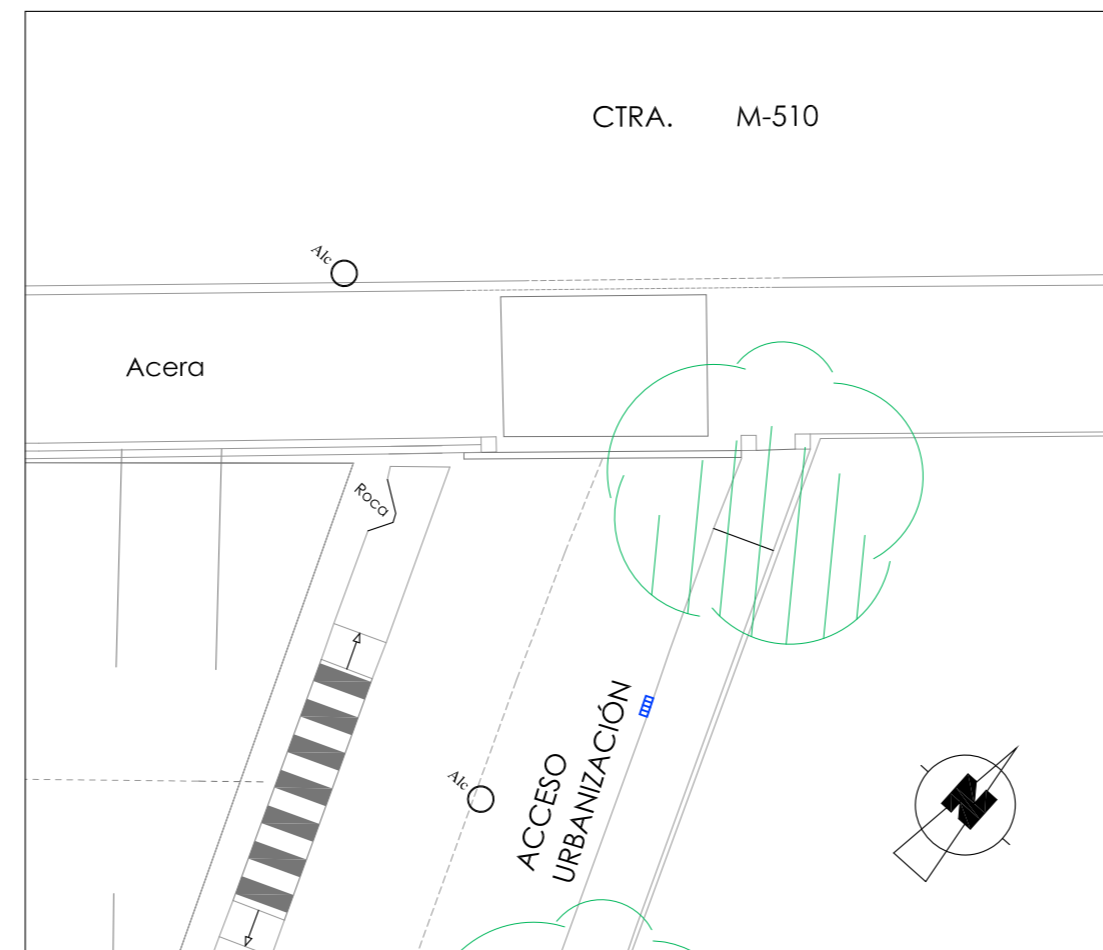 CTRA. M-510
Alc
Acera
Roca
Alc
ACCESO
URBANIZACIÓN
N